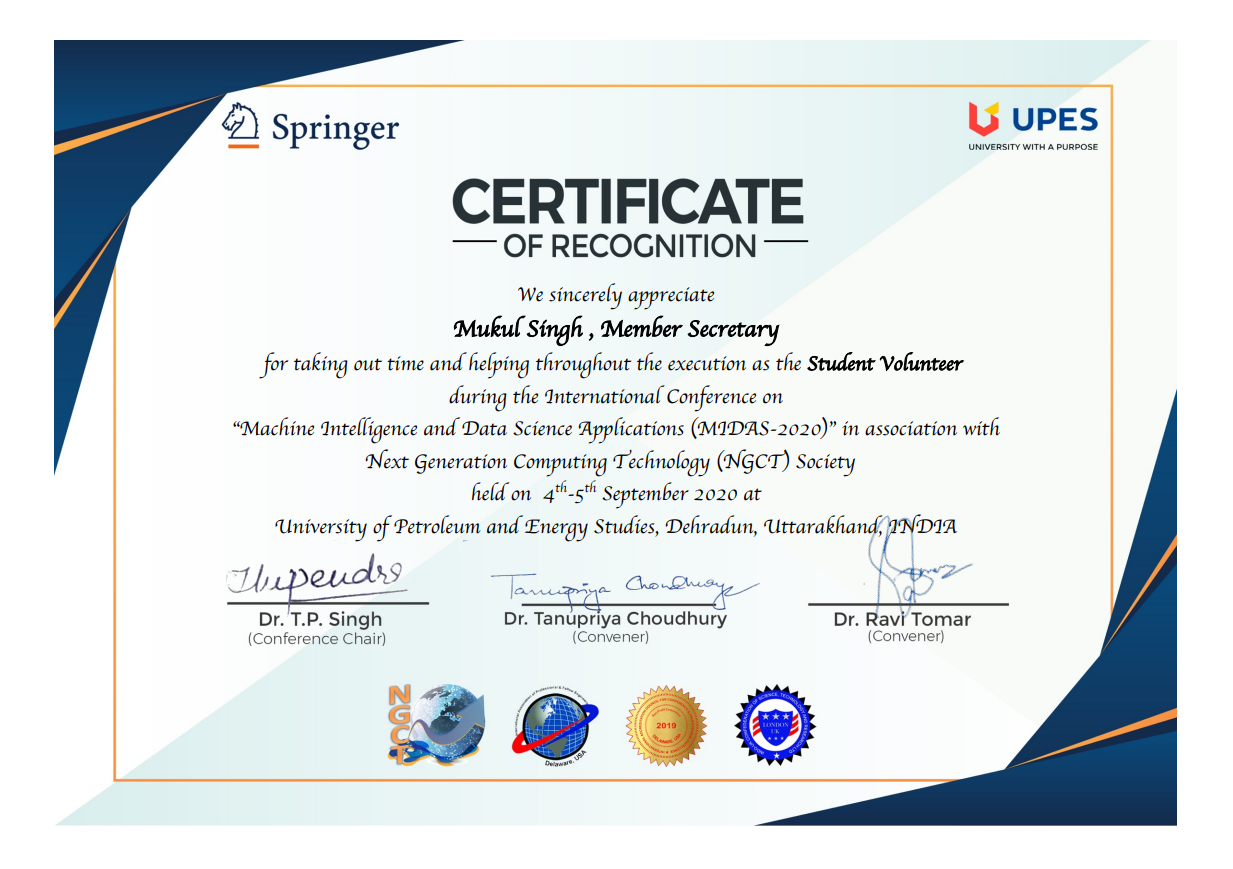 Springer
UPES
UNIVERSITY WITH A PURPOSE
CERTIFICATE
OF RECOGNITION
We sincerely appreciate
Mukul Singh , Member Secretary
for taking out time and helping throughout the execution as the Student Volunteer
during the International Conference on
"Machine Intelligence and Data Science Applications (MIDAS-2020)" in association with
Next Generation Computing Technology (NGCT) Society
held on 4th-5th September 2020 at
University of Petroleum and Energy Studies, Dehradun, Uttarakhand, INDIA
Tanupriya Choudhury
Dr. T.P. Singh
(Conference Chair)
Dr. Tanupriya Choudhury
(Convener)
Dr. Ravi Tomar
(Convener)
NGCT
Delaware, USA
2019
DELAWARE, USA
LONDON
UK